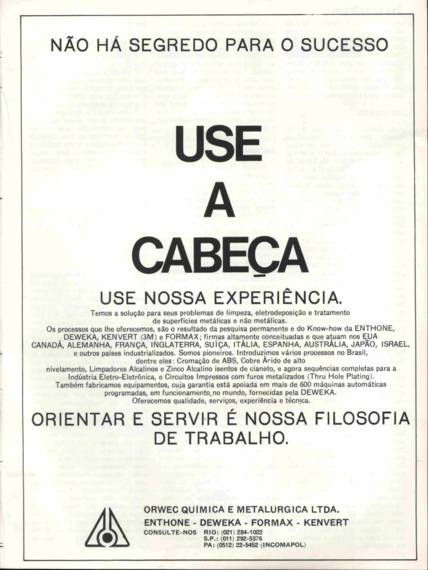 NÃO HÁ SEGREDO PARA O SUCESSO
USE
A
CABEÇA
USE NOSSA EXPERIÊNCIA.
Temos a solução para seus problemas de limpeza, eletrodeposição e tratamento
de superfícies metálicas e não metálicas.
Os processos que lhe oferecemos, são o resultado da pesquisa permanente e do Know-how da ENTHONE,
DEWEKA, KENVERT (3M) e FORMAX; firmas altamente conceituadas e que atuam nos EUA
CANADÁ, ALEMANHA, FRANÇA, INGLATERRA, SUÍÇA, ITÁLIA, ESPANHA, AUSTRÁLIA, JAPÃO, ISRAEL,
e outros países industrializados. Somos pioneiros. Introduzimos vários processos no Brasil,
dentre eles: Cromação de ABS, Cobre Árido de alto
nivelamento, Limpadores Alcalinos e Zinco Alcalino isentos de cianeto, e agora sequências completas para a
Indústria Eletro-Eletrônica, e Circuitos Impressos com furos metalizados (Thru Hole Plating).
Também fabricamos equipamentos, cuja garantia está apoiada em mais de 600 máquinas automáticas
programadas, em funcionamento no mundo, fornecidas pela DEWEKA.
Oferecemos qualidade, serviços, experiência e técnica.
ORIENTAR E SERVIR É NOSSA FILOSOFIA
DE TRABALHO.
ORWEC QUÍMICA E METALURGICA LTDA.
ENTHONE - DEWEKA - FORMAX - KENVERT
CONSULTE-NOS RIO: (021) 284-1022
S.P.: (011) 292-5376
PA: (0512) 22-5452 (INCOMAPOL)